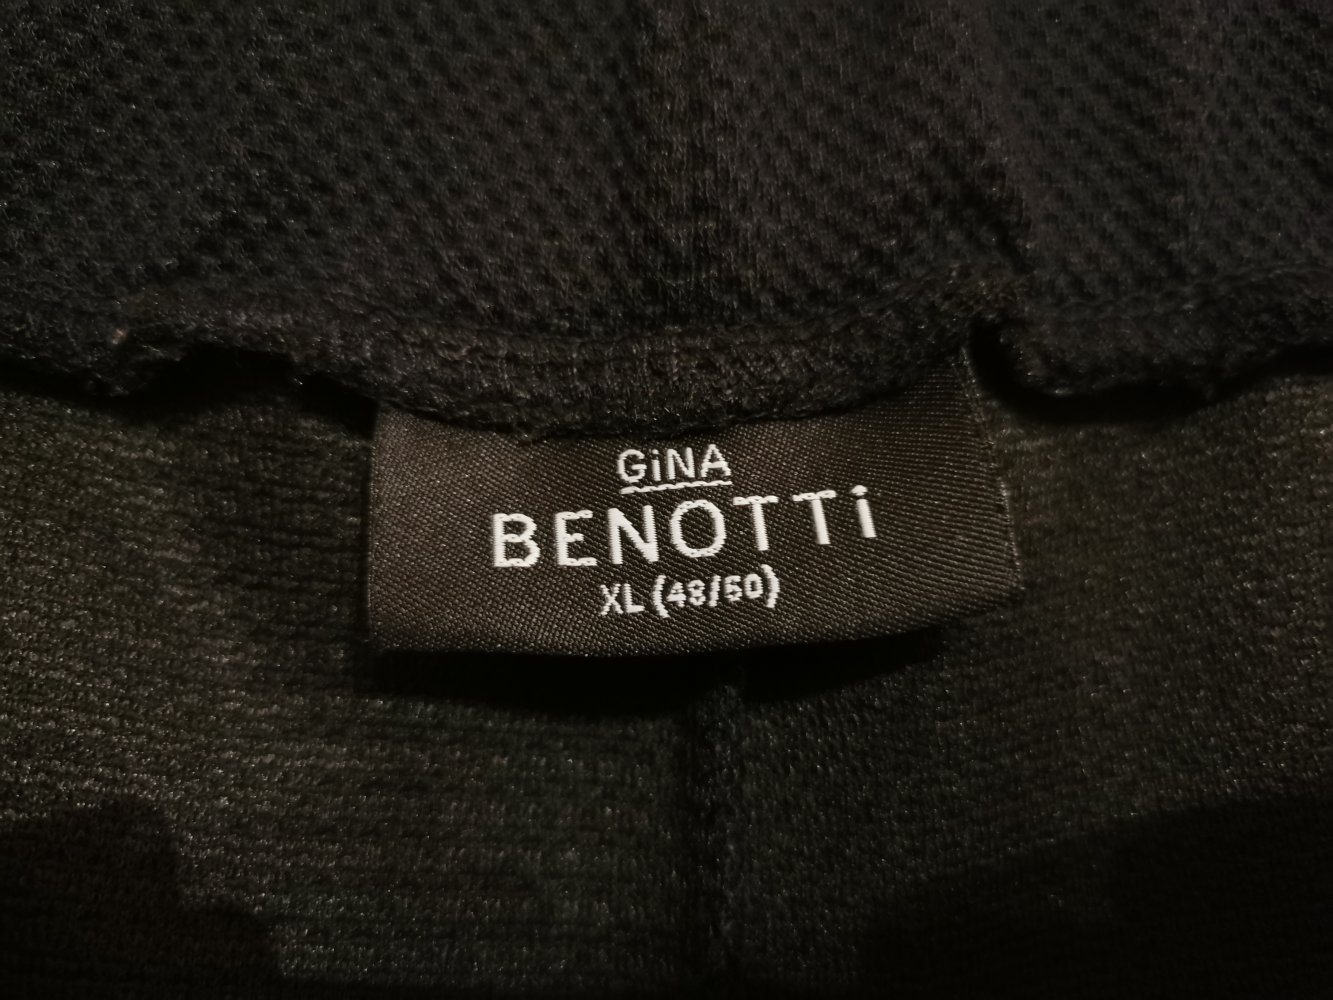 GiNA
BENOTTi
XL (48/50)